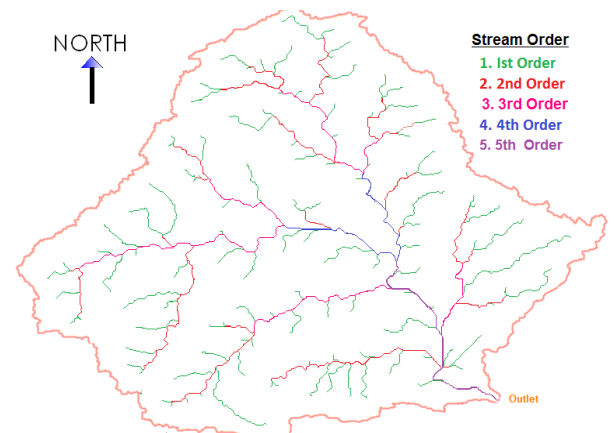 NORTH
Stream Order
1. Ist Order
2. 2nd Order
3. 3rd Order
4. 4th Order
5. 5th Order
Outlet